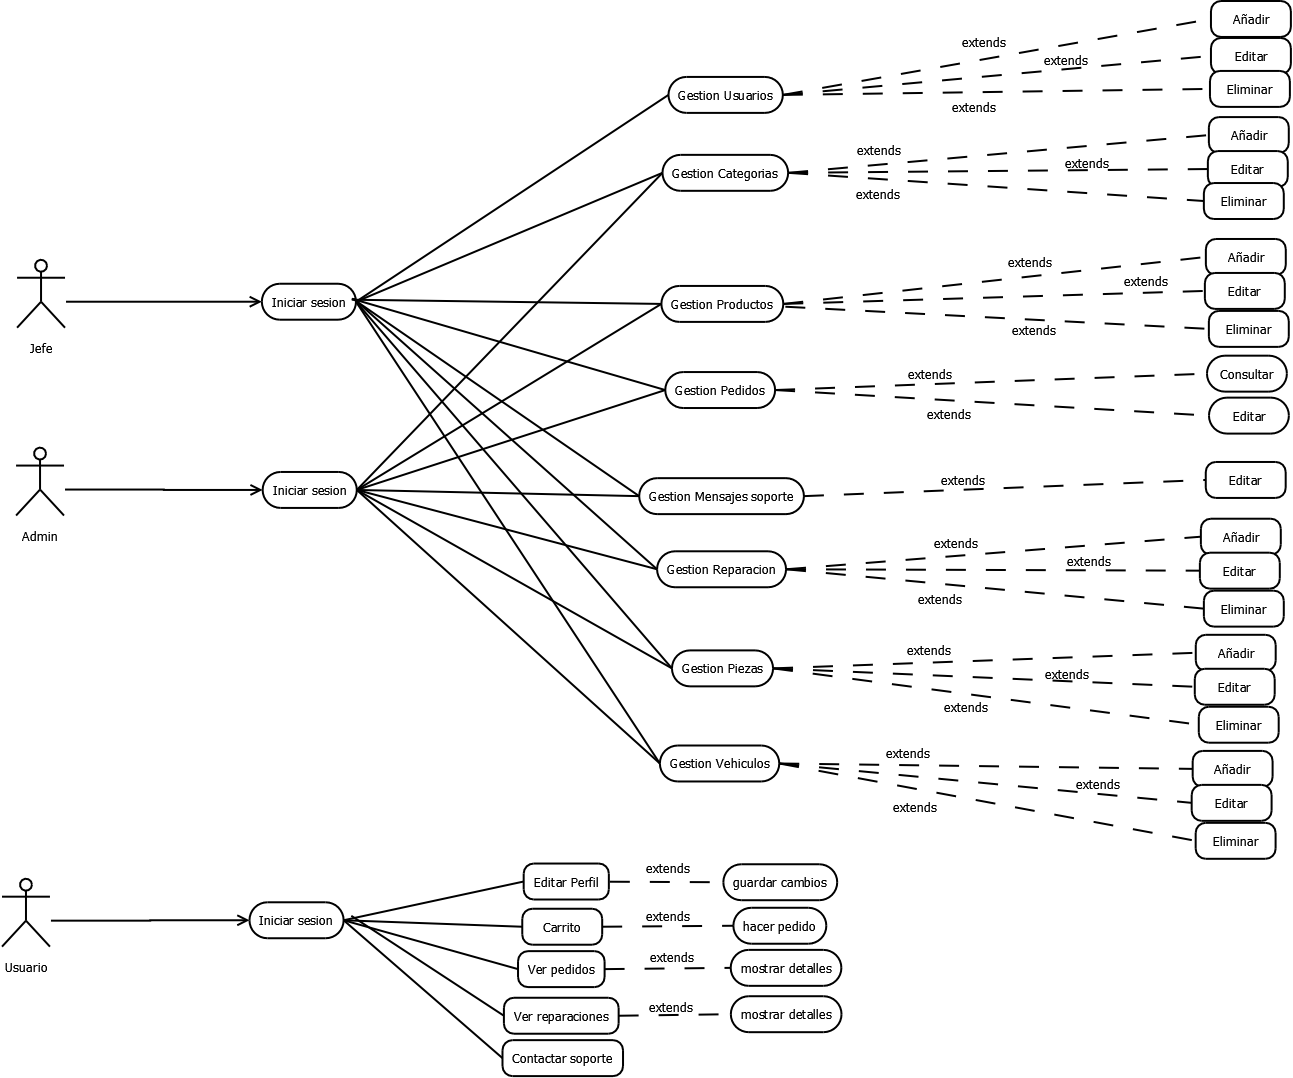 Añadir
extends
Editar
extends
Gestion Usuarios
Eliminar
extends
Añadir
extends
Editar
extends
Gestion Categorias
extends
Eliminar
Añadir
extends
extends
Editar
Jefe
Iniciar sesion
Gestion Productos
extends
Eliminar
extends
Consultar
Gestion Pedidos
extends
Editar
Admin
Iniciar sesion
Gestion Mensajes soporte
extends
Editar
extends
Añadir
extends
Gestion Reparacion
Editar
extends
Eliminar
extends
Añadir
Gestion Piezas
extends
Editar
extends
Eliminar
extends
Gestion Vehiculos
Añadir
extends
Editar
extends
Eliminar
Usuario
Iniciar sesion
Editar Perfil
extends
guardar cambios
Carrito
extends
hacer pedido
Ver pedidos
extends
mostrar detalles
Ver reparaciones
extends
mostrar detalles
Contactar soporte